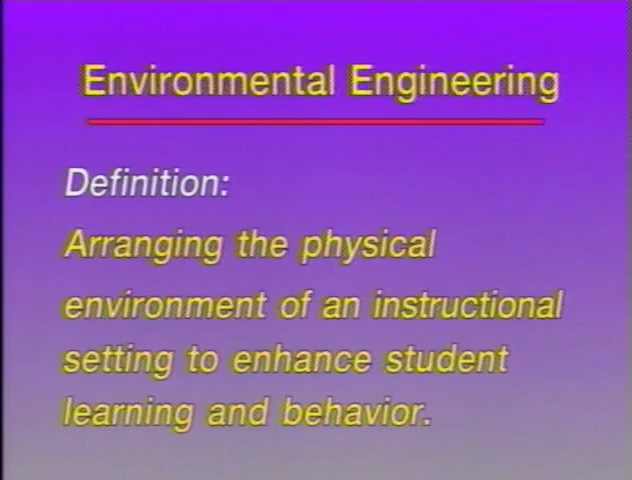 Environmental Engineering
Definition:
Arranging the physical
environment of an instructional
setting to enhance student
learning and behavior.